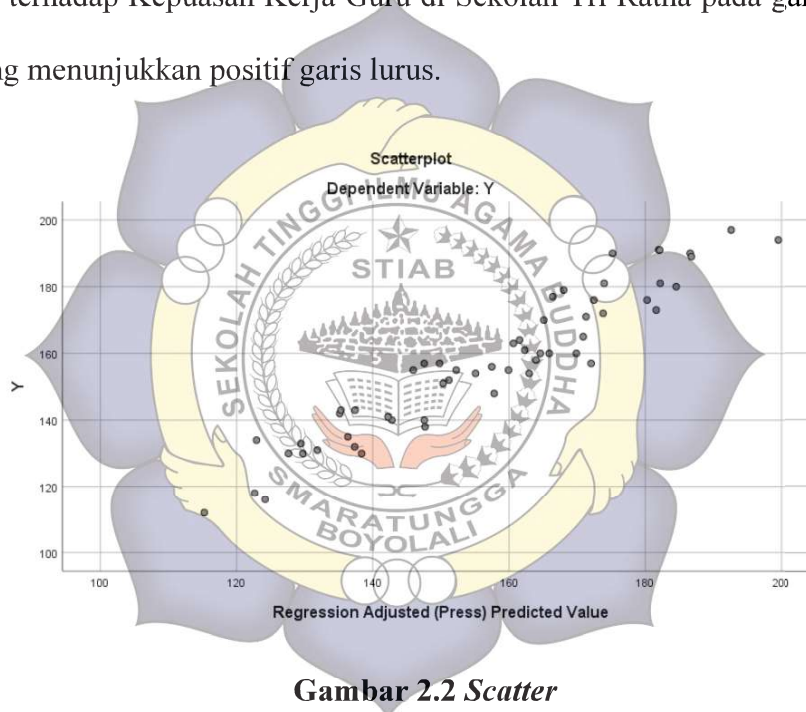 terhadap Kepuasan Kerja Guru di Sekolah Tri Ratna pada
ng menunjukkan positif garis lurus.
Scatterplot
Dependent Variable: Y
SEKOLAH TINGGI ILMU AGAMA BUDDHA
STIAB
SMARATUNGGA
BOYOLALI
Y
200
180
160
140
120
100
100 120 140 160 180 200
Regression Adjusted (Press) Predicted Value
Gambar 2.2 Scatter